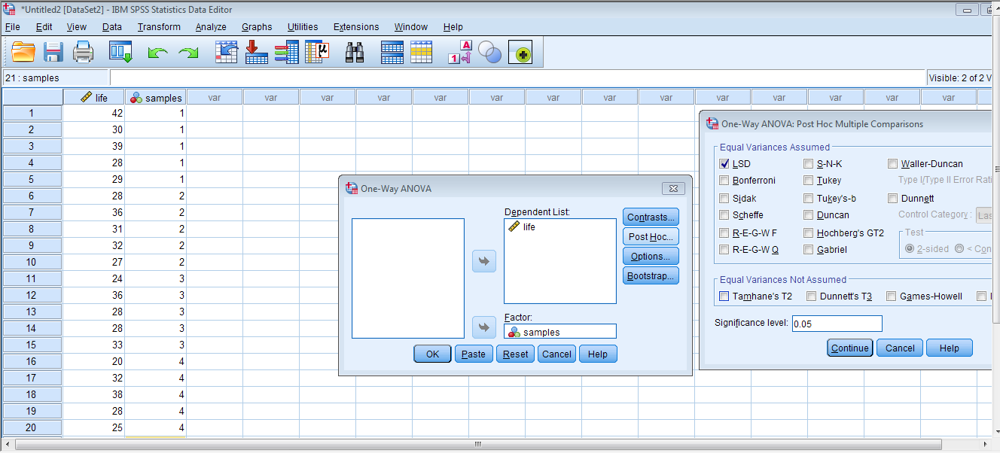 *Untitled2 [DataSet2] - IBM SPSS Statistics Data Editor
File Edit View Data Transform Analyze Graphs Utilities Extensions Window Help
21 : samples
Visible: 2 of 2 V
life samples var var var var var var var var var var var var var var
1 42 1
2 30 1
3 39 1
4 28 1
5 29 1
6 28 2
7 36 2
8 31 2
9 32 2
10 27 2
11 24 3
12 36 3
13 28 3
14 28 3
15 33 3
16 20 4
17 32 4
18 38 4
19 28 4
20 25 4
One-Way ANOVA
Dependent List:
life
Contrasts...
Post Hoc...
Options...
Bootstrap...
Factor:
samples
OK Paste Reset Cancel Help
One-Way ANOVA: Post Hoc Multiple Comparisons
Equal Variances Assumed
LSD S-N-K Waller-Duncan
Bonferroni Tukey Type I/Type II Error Rati
Sidak Tukey's-b Dunnett
Scheffe Duncan Control Category : Las
R-E-G-W F Hochberg's GT2 Test
R-E-G-W Q Gabriel 2-sided < Con
Equal Variances Not Assumed
Tamhane's T2 Dunnett's T3 Games-Howell
Significance level: 0.05
Continue Cancel Help